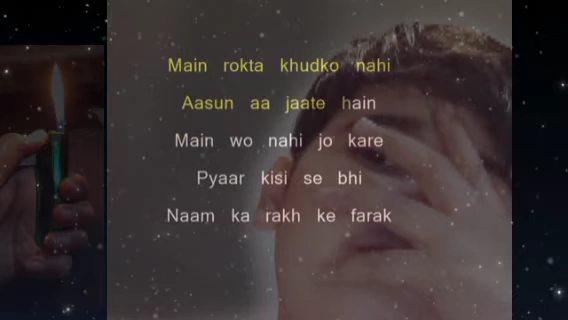 Main rokta khudko nahi
Aasun aa jaate hain
Main wo nahi jo kare
Pyaar kisi se bhi
Naam ka rakh ke farak